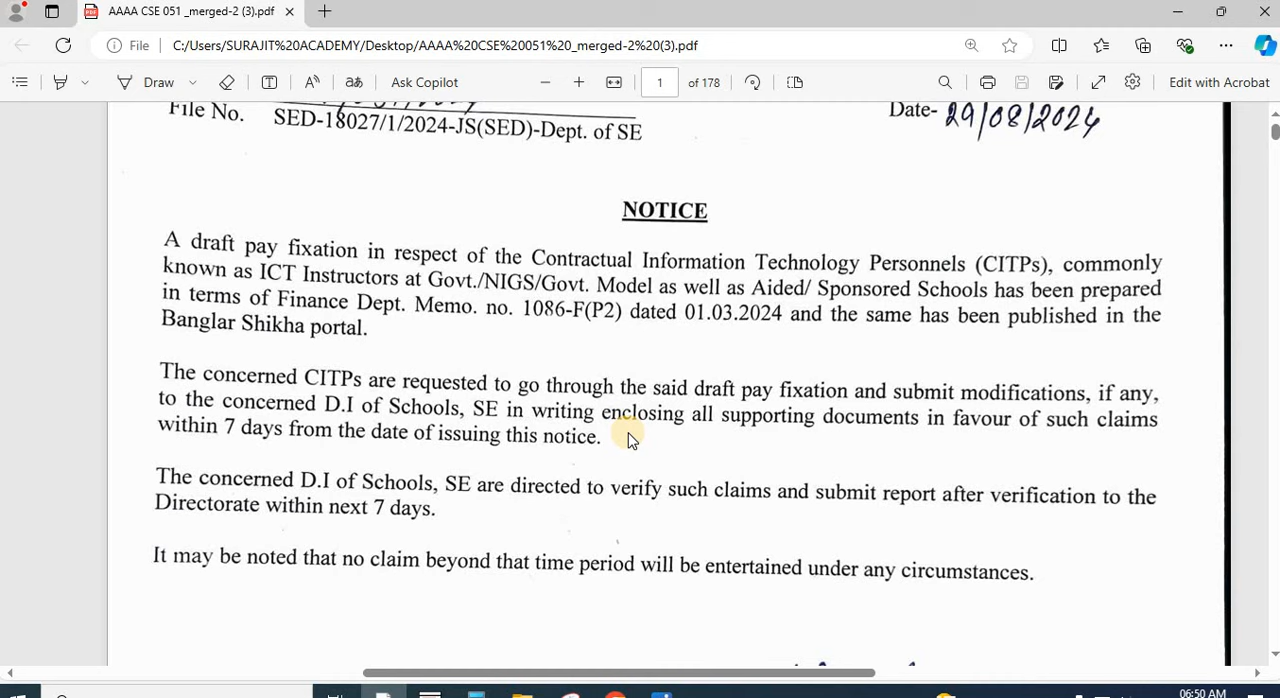 AAAA CSE 051 _merged-2 (3).pdf
File
C:/Users/SURAJIT%20ACADEMY/Desktop/AAAA%20CSE%20051%20_merged-2%20(3).pdf
Draw
Ask Copilot
1 of 178
Edit with Acrobat
File No. SED-18027/1/2024-JS(SED)-Dept. of SE
Date- 29/08/2024
NOTICE
A draft pay fixation in respect of the Contractual Information Technology Personnels (CITPs), commonly
known as ICT Instructors at Govt./NIGS/Govt. Model as well as Aided/ Sponsored Schools has been prepared
in terms of Finance Dept. Memo. no. 1086-F(P2) dated 01.03.2024 and the same has been published in the
Banglar Shikha portal.
The concerned CITPs are requested to go through the said draft pay fixation and submit modifications, if any,
to the concerned D.I of Schools, SE in writing enclosing all supporting documents in favour of such claims
within 7 days from the date of issuing this notice.
The concerned D.I of Schools, SE are directed to verify such claims and submit report after verification to the
Directorate within next 7 days.
It may be noted that no claim beyond that time period will be entertained under any circumstances.
06:50 AM